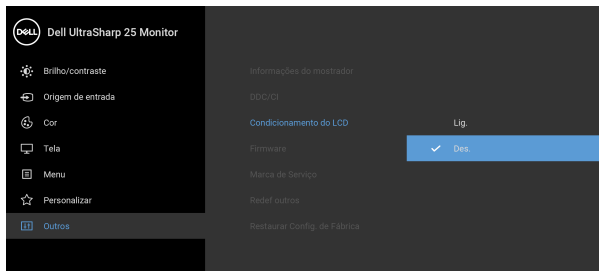 DELL
Dell UltraSharp 25 Monitor
Brilho/contraste
Origem de entrada
Cor
Tela
Menu
Personalizar
Outros
Informações do mostrador
DDC/CI
Condicionamento do LCD
Firmware
Marca de Serviço
Redef outros
Restaurar Config. de Fábrica
Lig.
Des.